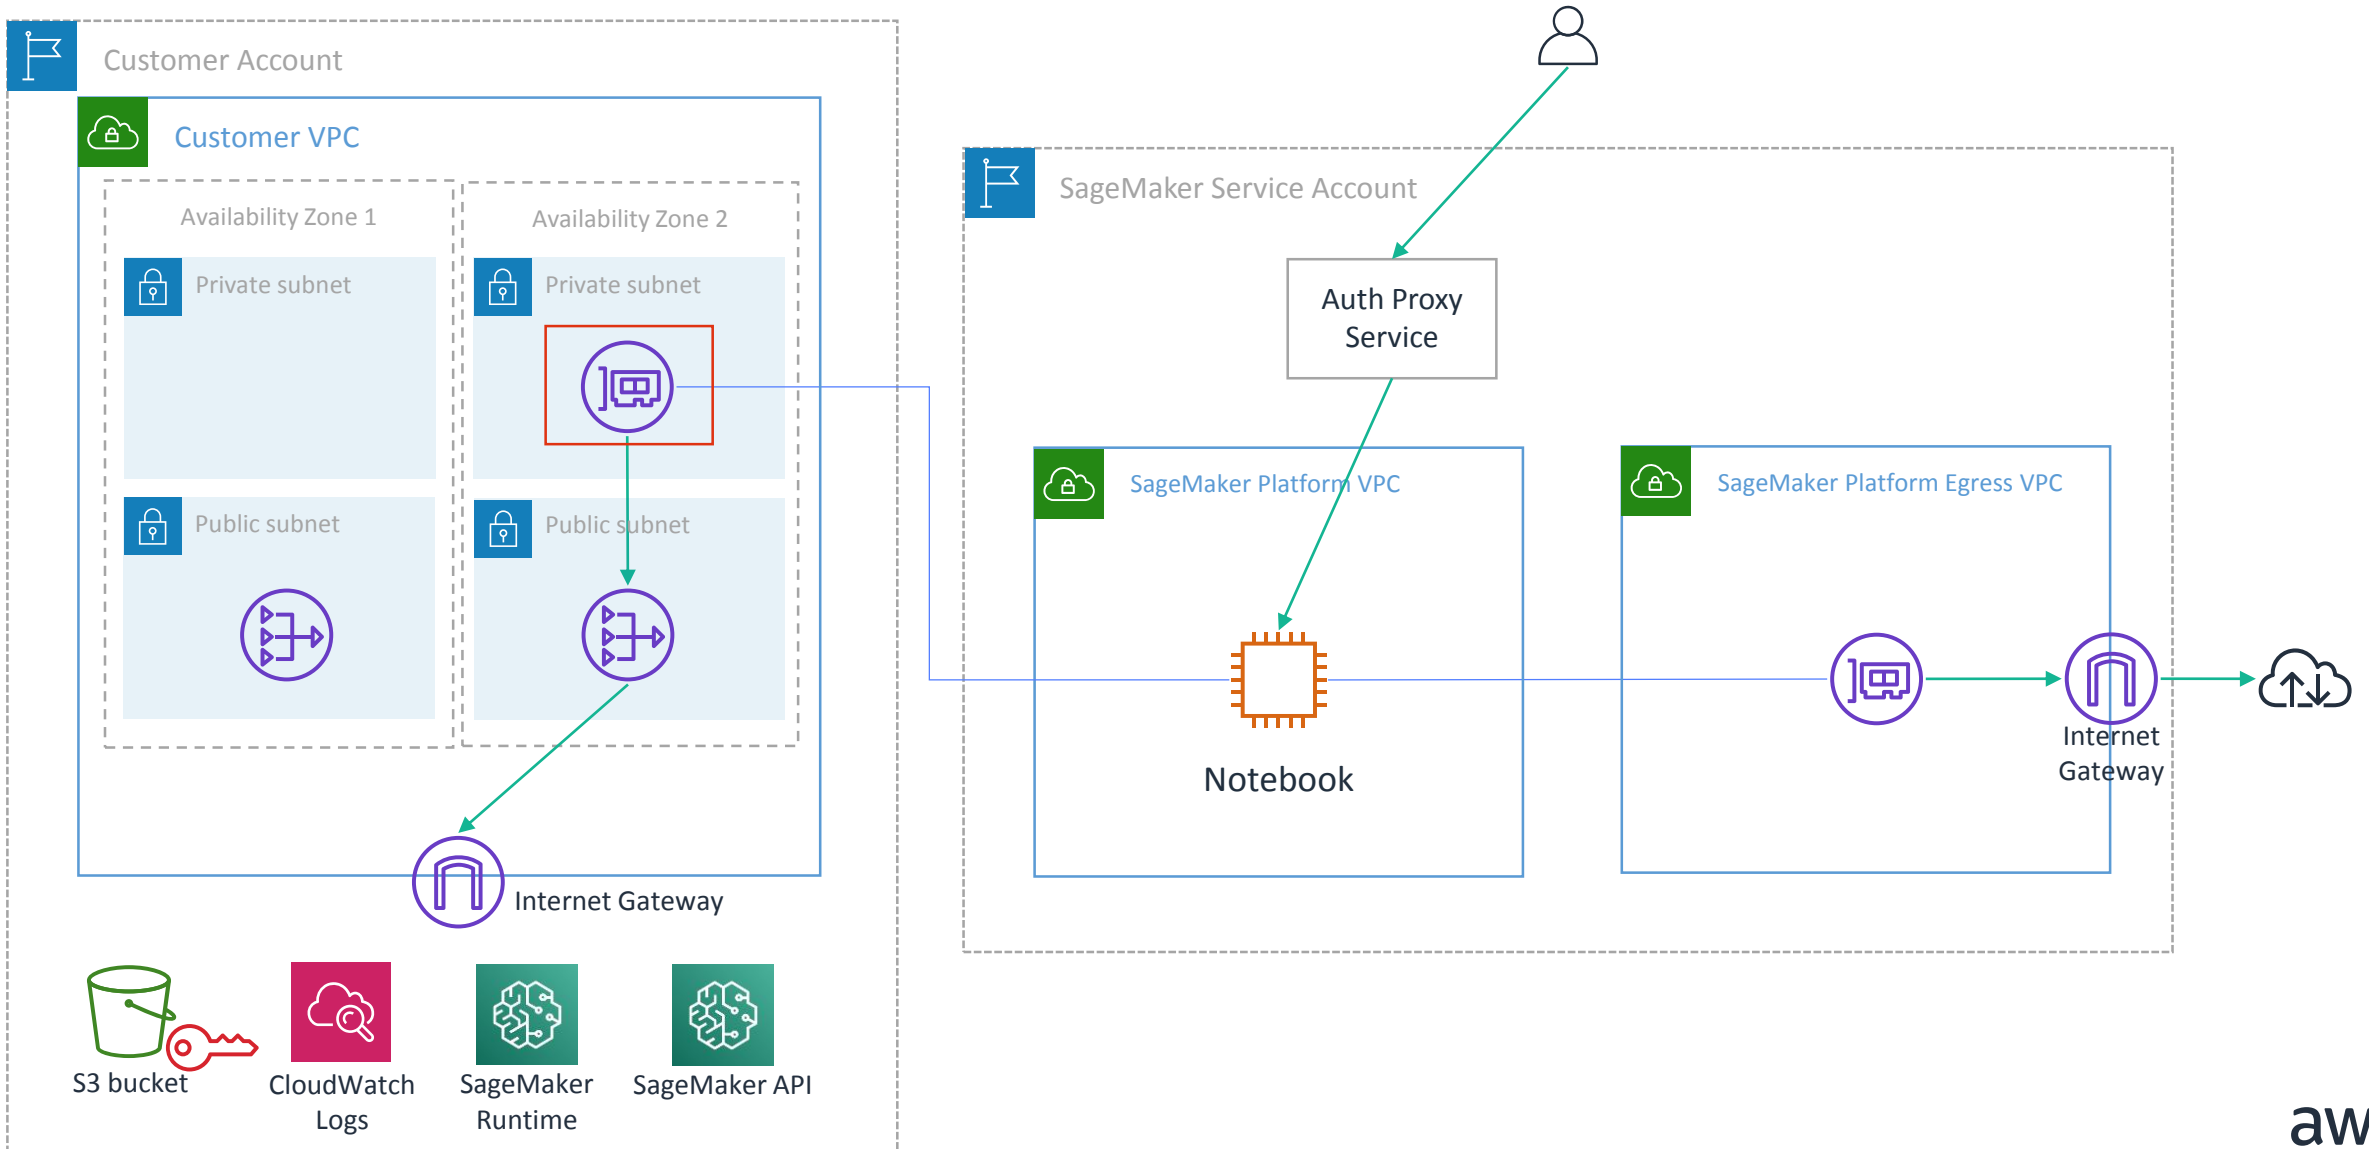 Customer Account
Customer VPC
Availability Zone 1
Availability Zone 2
Private subnet
Private subnet
Public subnet
Public subnet
Internet Gateway
S3 bucket
CloudWatch
Logs
SageMaker
Runtime
SageMaker API
SageMaker Service Account
Auth Proxy
Service
SageMaker Platform VPC
Notebook
SageMaker Platform Egress VPC
Internet
Gateway
aw